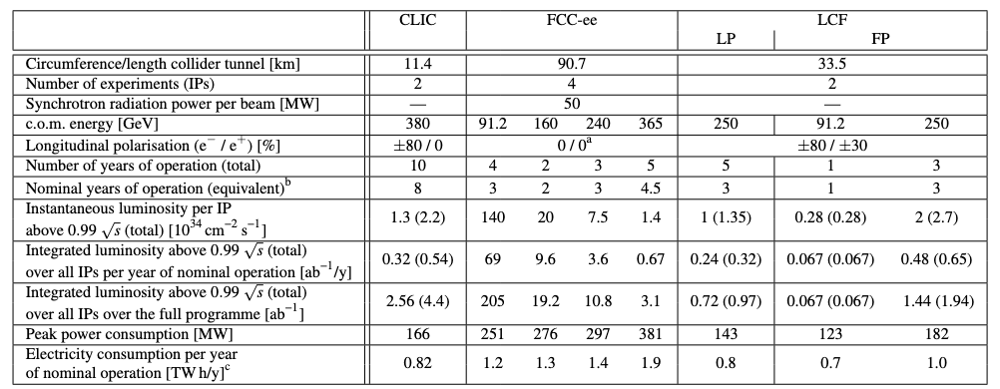 CLIC FCC-ee LCF
LP FP
Circumference/length collider tunnel [km] 11.4 90.7 33.5
Number of experiments (IPs) 2 4 2
Synchrotron radiation power per beam [MW] — 50 —
c.o.m. energy [GeV] 380 91.2 160 240 365 250 91.2 250
Longitudinal polarisation (e⁻ / e⁺) [%] ±80 / 0 0 / 0ᵃ ±80 / ±30
Number of years of operation (total) 10 4 2 3 5 5 1 3
Nominal years of operation (equivalent)ᵇ 8 3 2 3 4.5 3 1 3
Instantaneous luminosity per IP
above 0.99 √s (total) [10³⁴ cm⁻² s⁻¹] 1.3 (2.2) 140 20 7.5 1.4 1 (1.35) 0.28 (0.28) 2 (2.7)
Integrated luminosity above 0.99 √s (total)
over all IPs per year of nominal operation [ab⁻¹/y] 0.32 (0.54) 69 9.6 3.6 0.67 0.24 (0.32) 0.067 (0.067) 0.48 (0.65)
Integrated luminosity above 0.99 √s (total)
over all IPs over the full programme [ab⁻¹] 2.56 (4.4) 205 19.2 10.8 3.1 0.72 (0.97) 0.067 (0.067) 1.44 (1.94)
Peak power consumption [MW] 166 251 276 297 381 143 123 182
Electricity consumption per year
of nominal operation [TW h/y]ᶜ 0.82 1.2 1.3 1.4 1.9 0.8 0.7 1.0